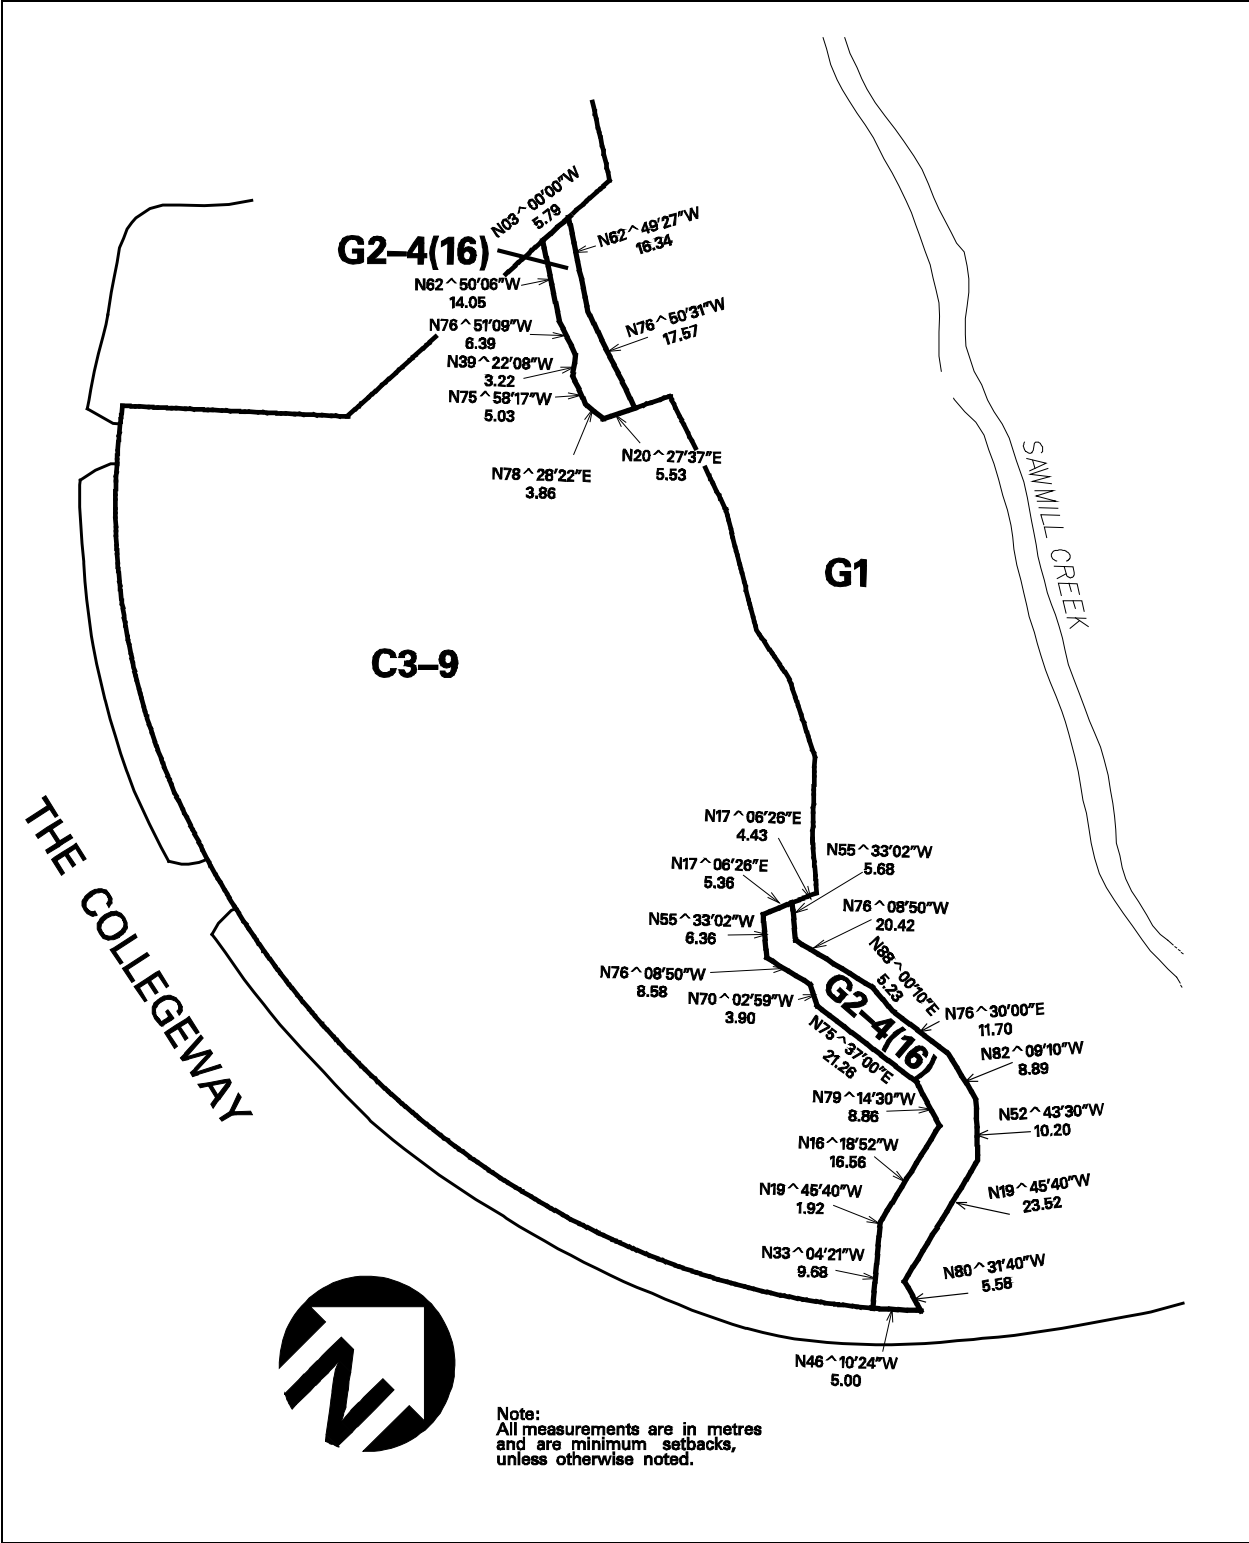 N03^00'00"W
5.79
G2–4(16)
N62^49'27"W
16.34
N62^50'06"W
14.05
N76^51'09"W
6.39
N76^50'31"W
17.57
N39^22'08"W
3.22
N75^58'17"W
5.03
N78^28'22"E
3.86
N20^27'37"E
5.53
SAWMILL CREEK
G1
C3–9
THE COLLEGEWAY
N17^06'26"E
4.43
N55^33'02"W
5.68
N17^06'26"E
5.36
N76^08'50"W
20.42
N55^33'02"W
6.36
N88^00'10"E
5.23
N76^08'50"W
8.58
N70^02'59"W
3.90
G2–4(16)
N76^30'00"E
11.70
N75^37'00"E
21.26
N82^09'10"W
8.89
N79^14'30"W
8.86
N52^43'30"W
10.20
N16^18'52"W
16.56
N19^45'40"W
1.92
N19^45'40"W
23.52
N33^04'21"W
9.68
N80^31'40"W
5.58
N46^10'24"W
5.00
N
Note:
All measurements are in metres
and are minimum setbacks,
unless otherwise noted.